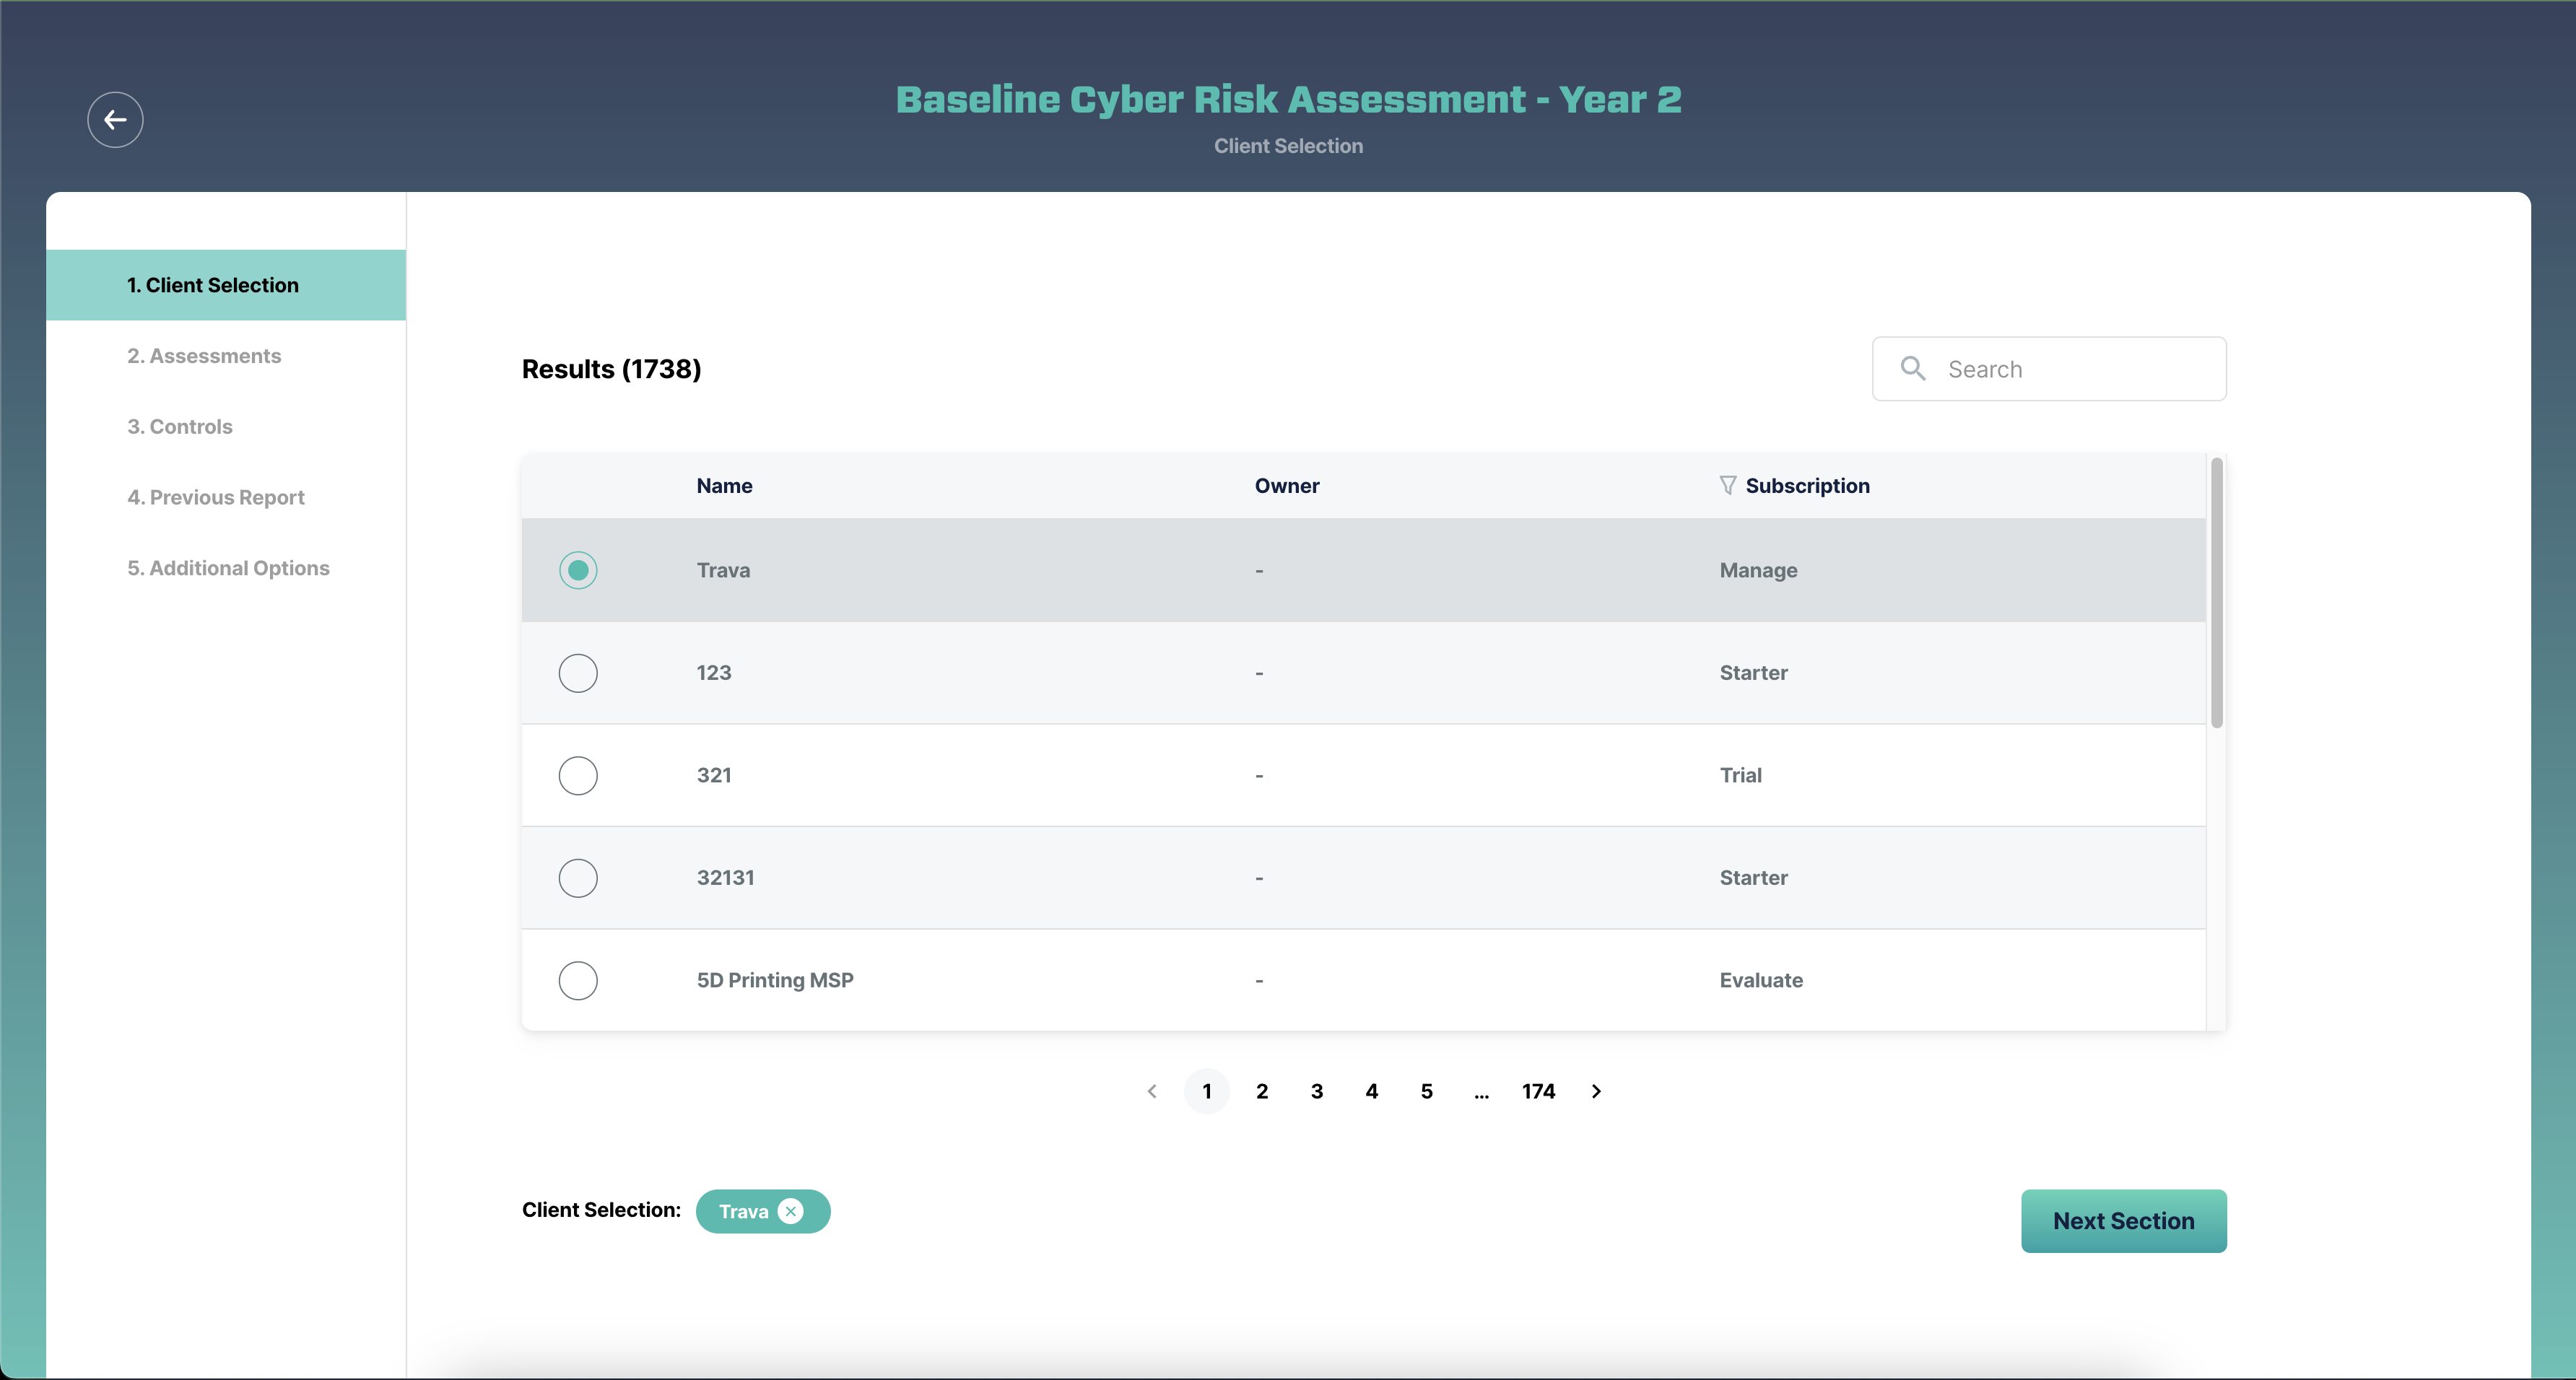 Baseline Cyber Risk Assessment - Year 2
Client Selection
1. Client Selection
2. Assessments
3. Controls
4. Previous Report
5. Additional Options
Results (1738)
Search
Name Owner Subscription
Trava - Manage
123 - Starter
321 - Trial
32131 - Starter
5D Printing MSP - Evaluate
1 2 3 4 5 ... 174
Client Selection: Trava
Next Section